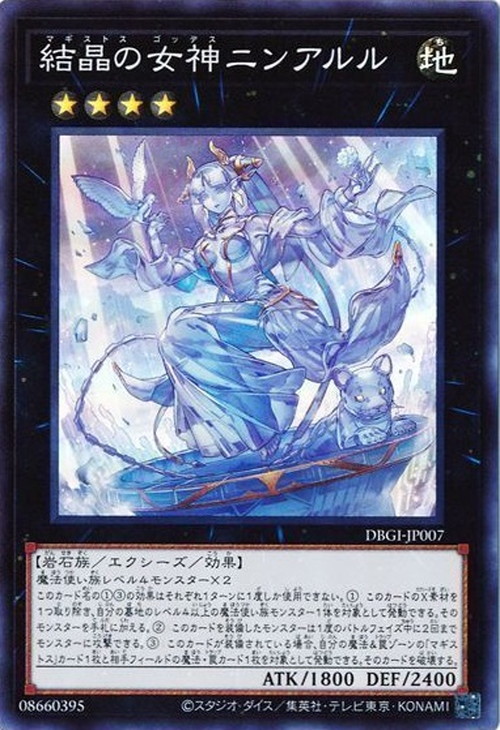 マギストス ゴッデス
結晶の女神ニンアルル
地
DBGI-JP007
【岩石族／エクシーズ／効果】
魔法使い族レベル4モンスター×2
このカード名の①③の効果はそれぞれ1ターンに1度しか使用できない。① このカードのX素材を
1つ取り除き、自分の墓地のレベル4以上の魔法使い族モンスター1体を対象として発動できる。その
モンスターを手札に加える。② このカードを装備したモンスターは1度のバトルフェイズ中に2回まで
モンスターに攻撃できる。③ このカードが装備されている場合、自分の魔法&罠ゾーンの「マギス
トス」カード1枚と相手フィールドの魔法・罠カード1枚を対象として発動できる。そのカードを破壊する。
ATK/1800 DEF/2400
08660395
©スタジオ・ダイス/集英社・テレビ東京・KONAMI